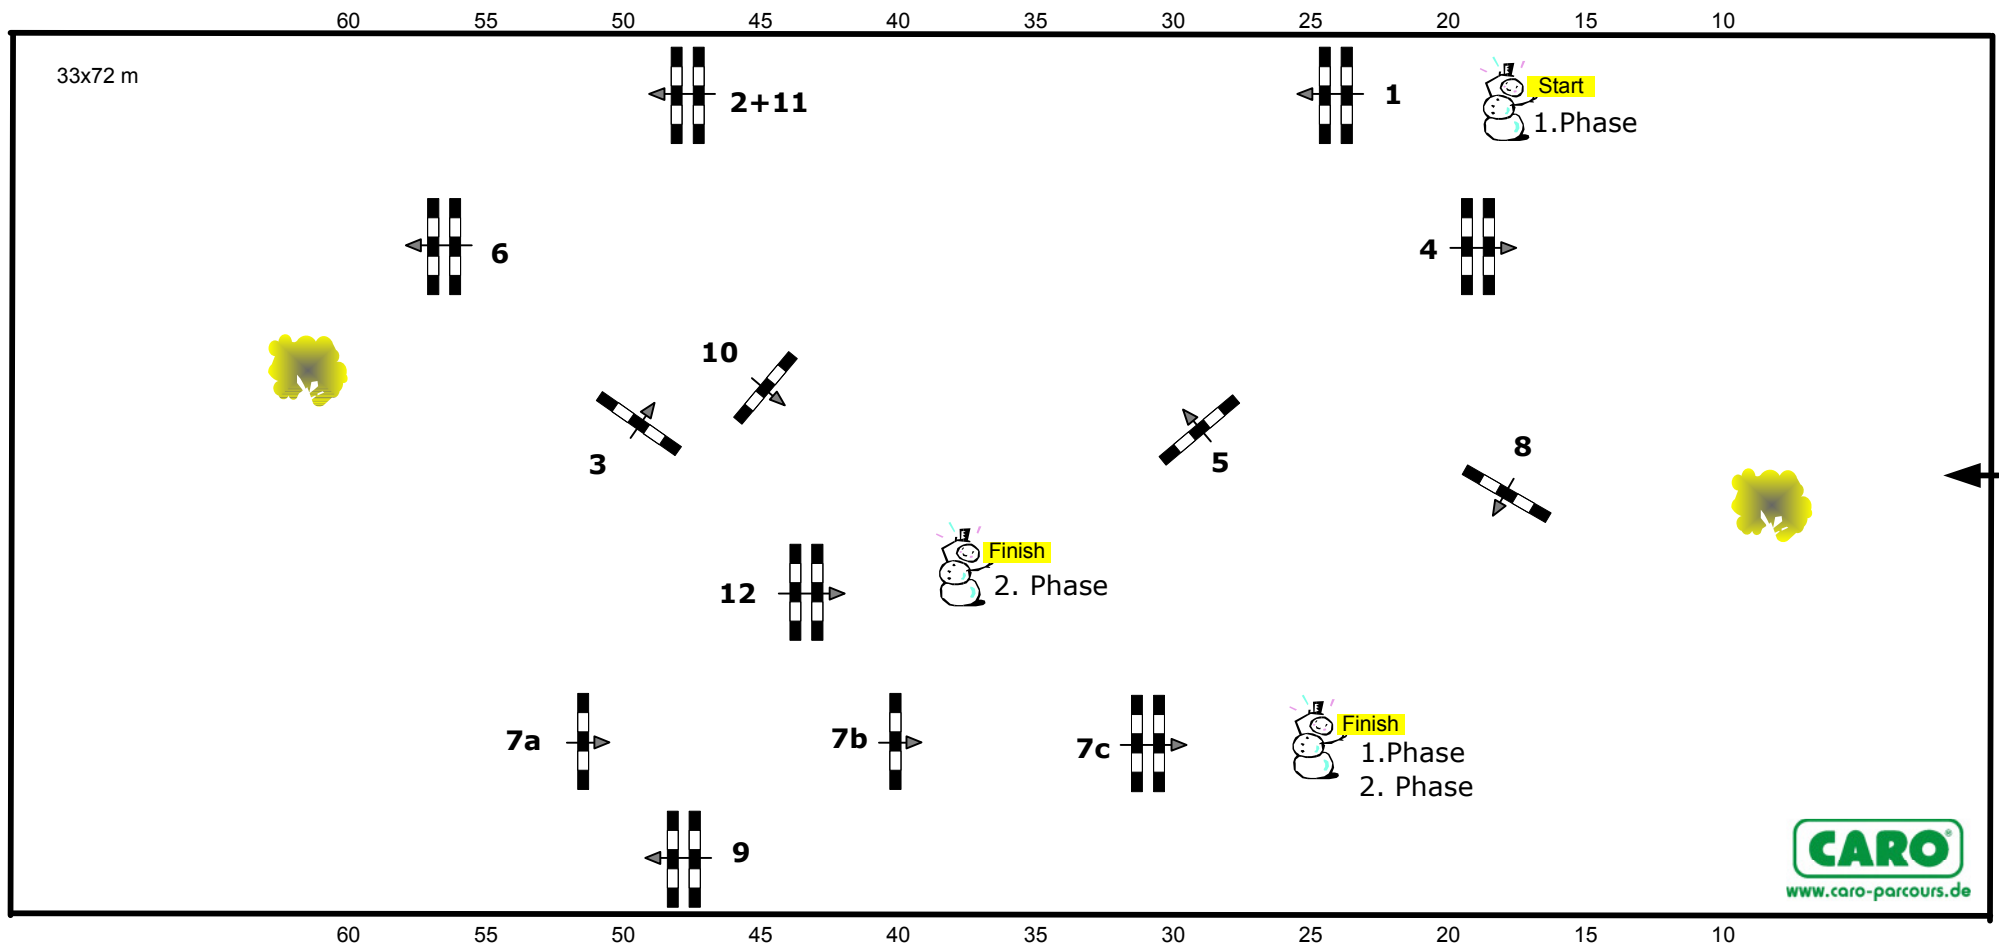 60 55 50 45 40 35 30 25 20 15 10
33x72 m
2+11
1
Start
1.Phase
6
4
10
3
5
8
Finish
2. Phase
12
7a
7b
7c
Finish
1.Phase
2. Phase
9
CARO®
www.caro-parcours.de
60 55 50 45 40 35 30 25 20 15 10